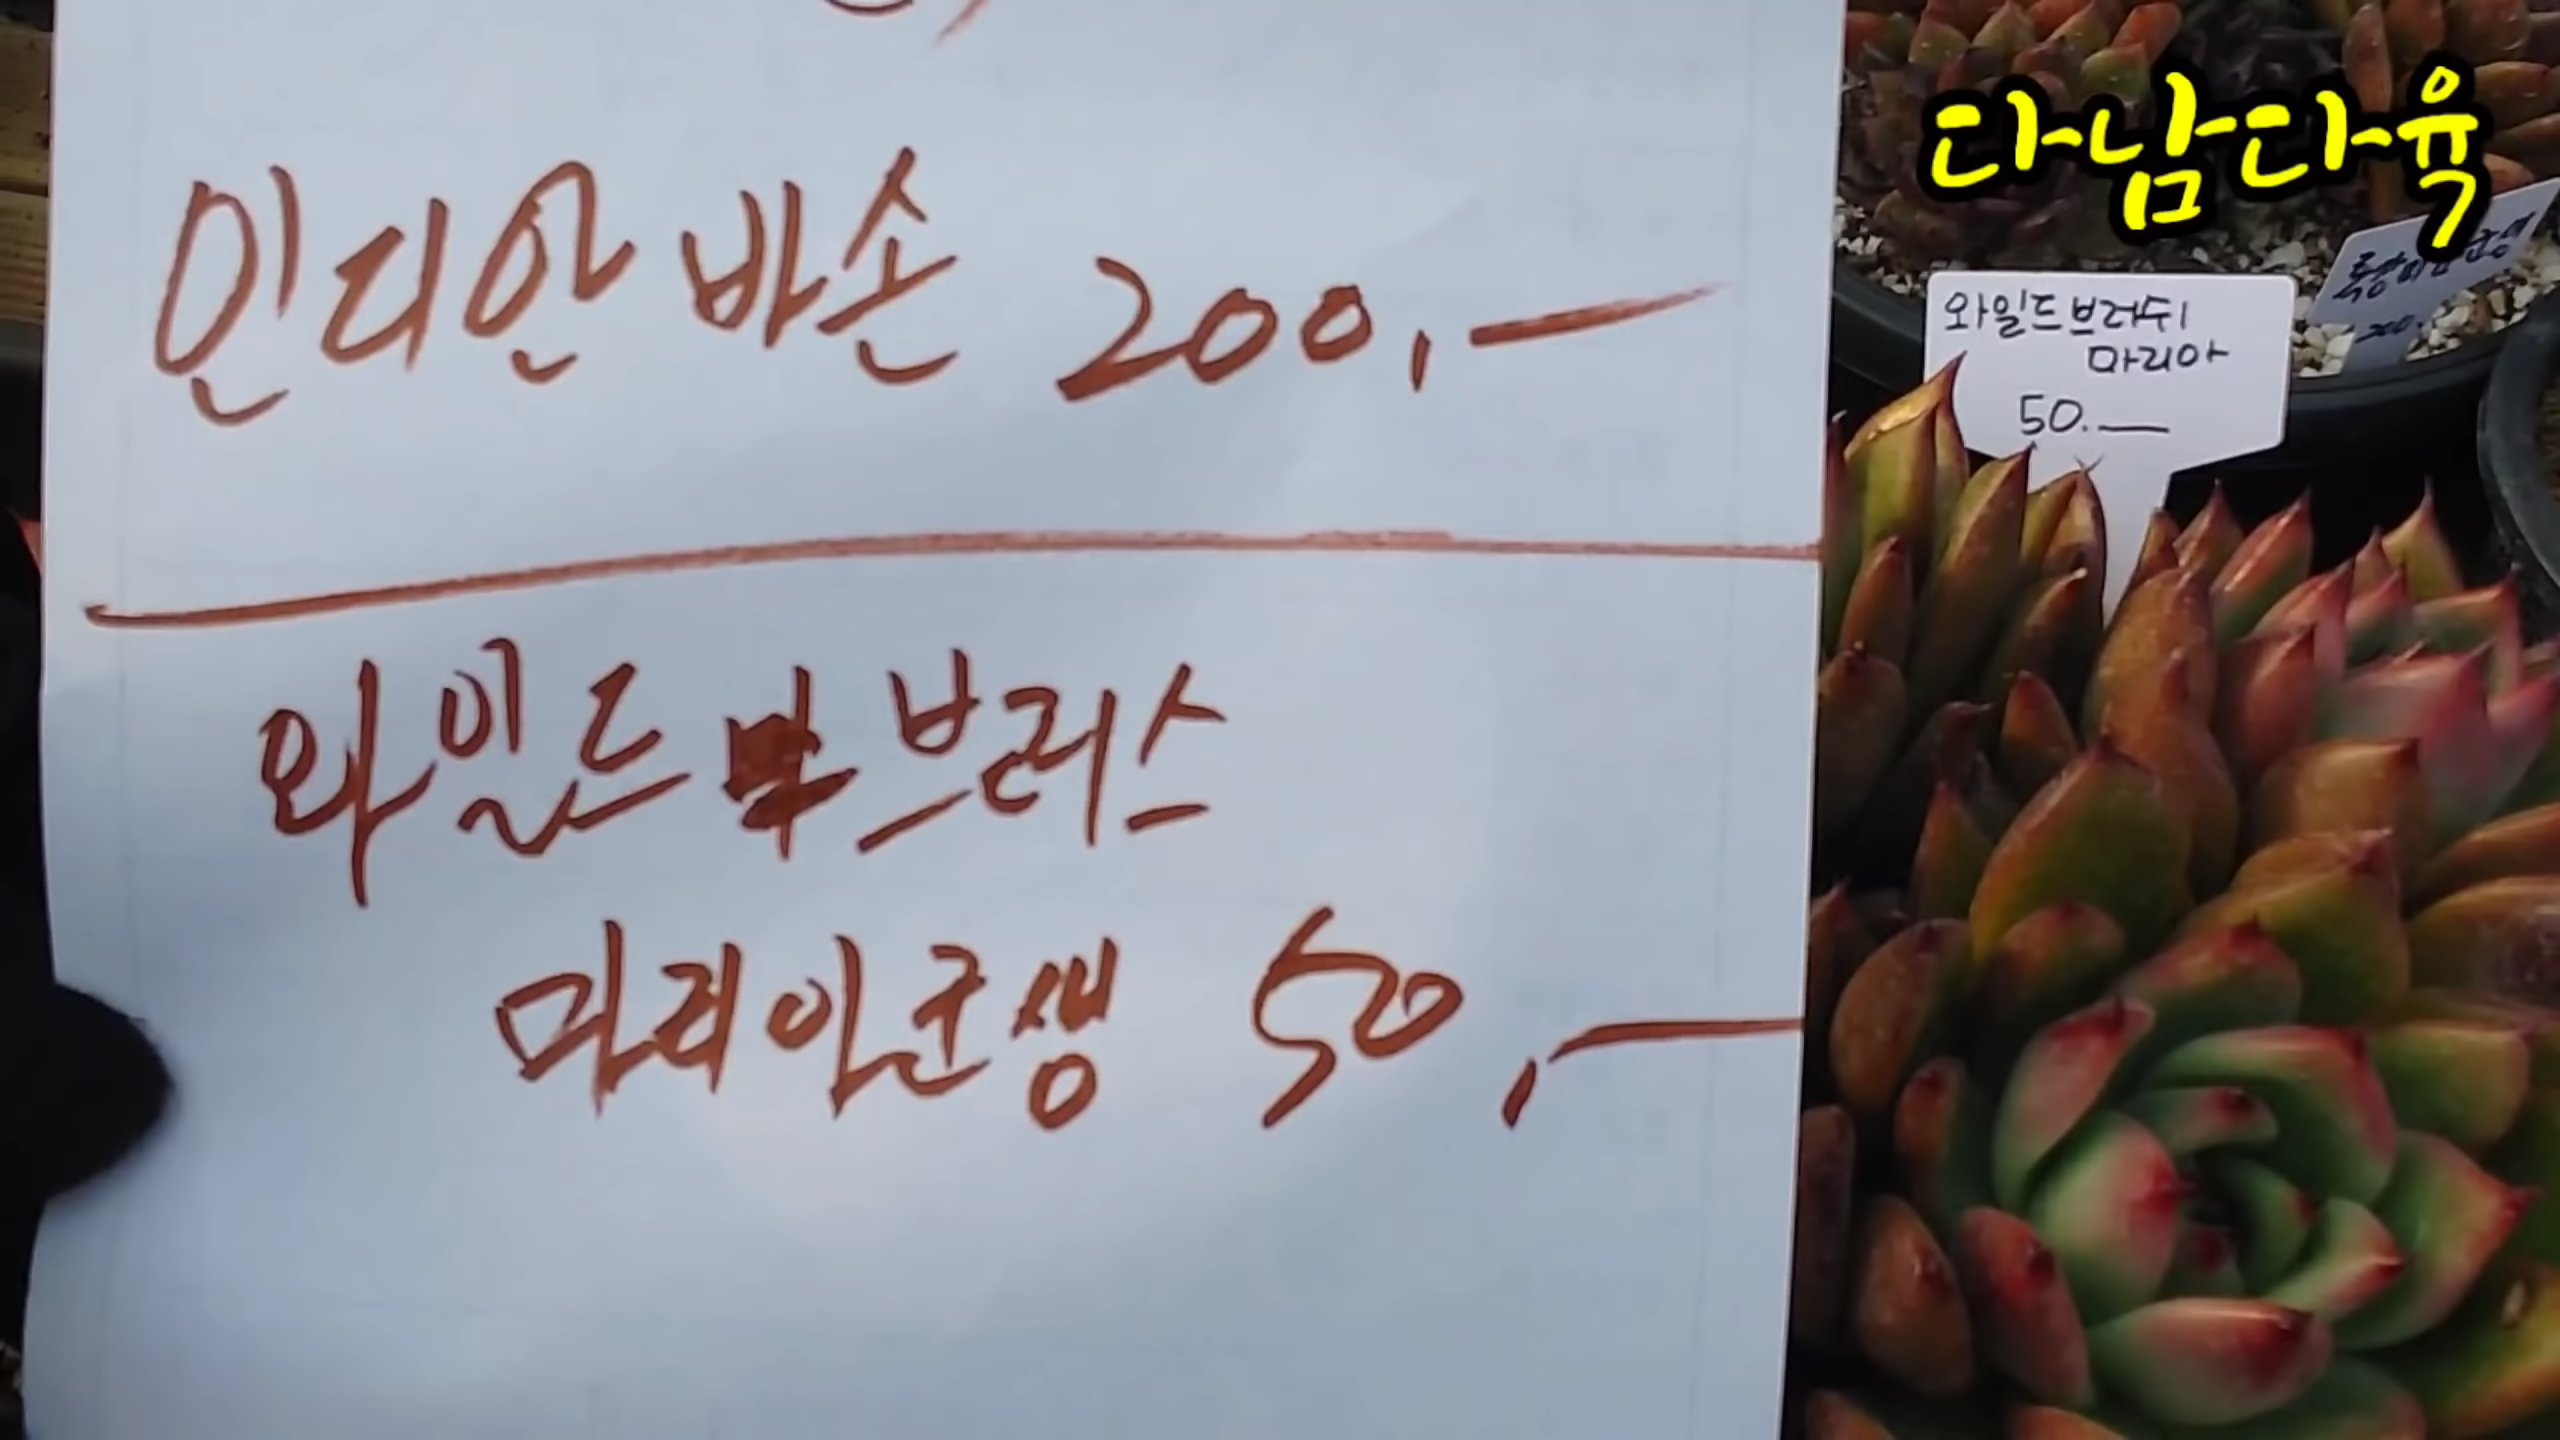 인디안 바손 200,—
와일드 브러스
마리아군생 50,—
다남다육
와일드브러쉬
마리아
50.—